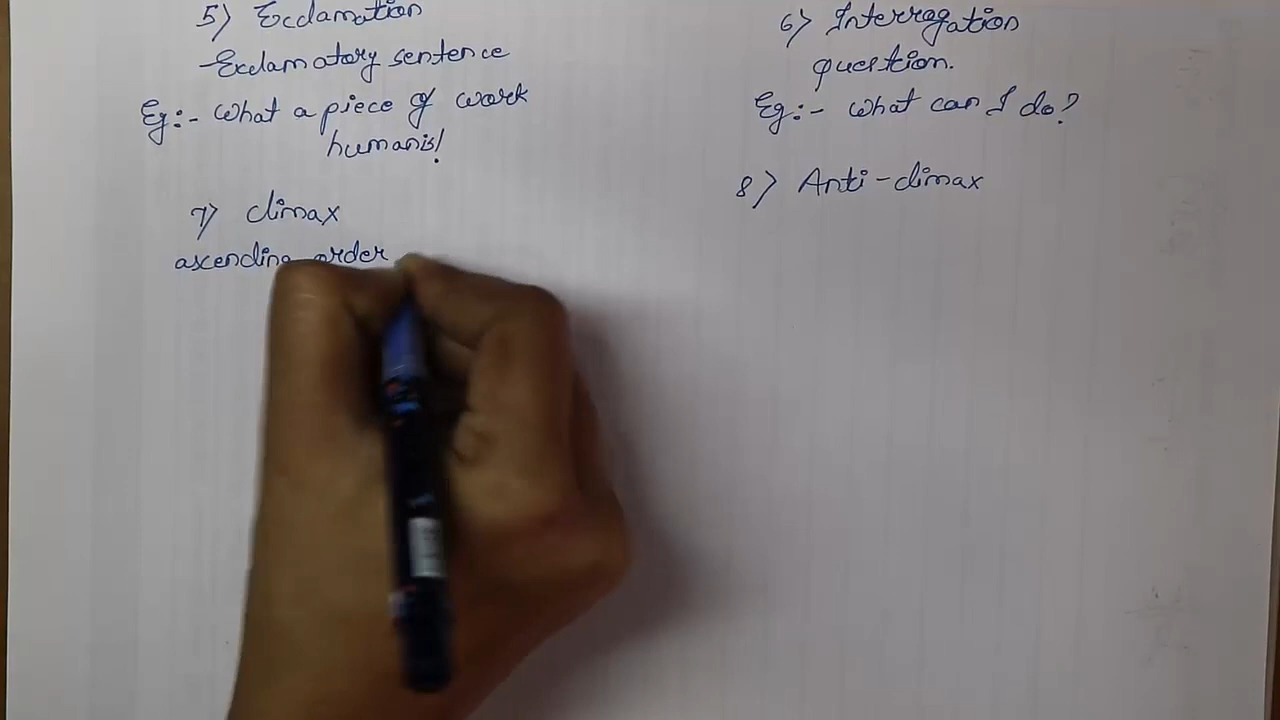 5) Exclamation
-Exclamatory sentence
Eg:- What a piece of work
human is!
6) Interrogation
question.
Eg:- What can I do?
7) climax
ascending order
8) Anti-climax